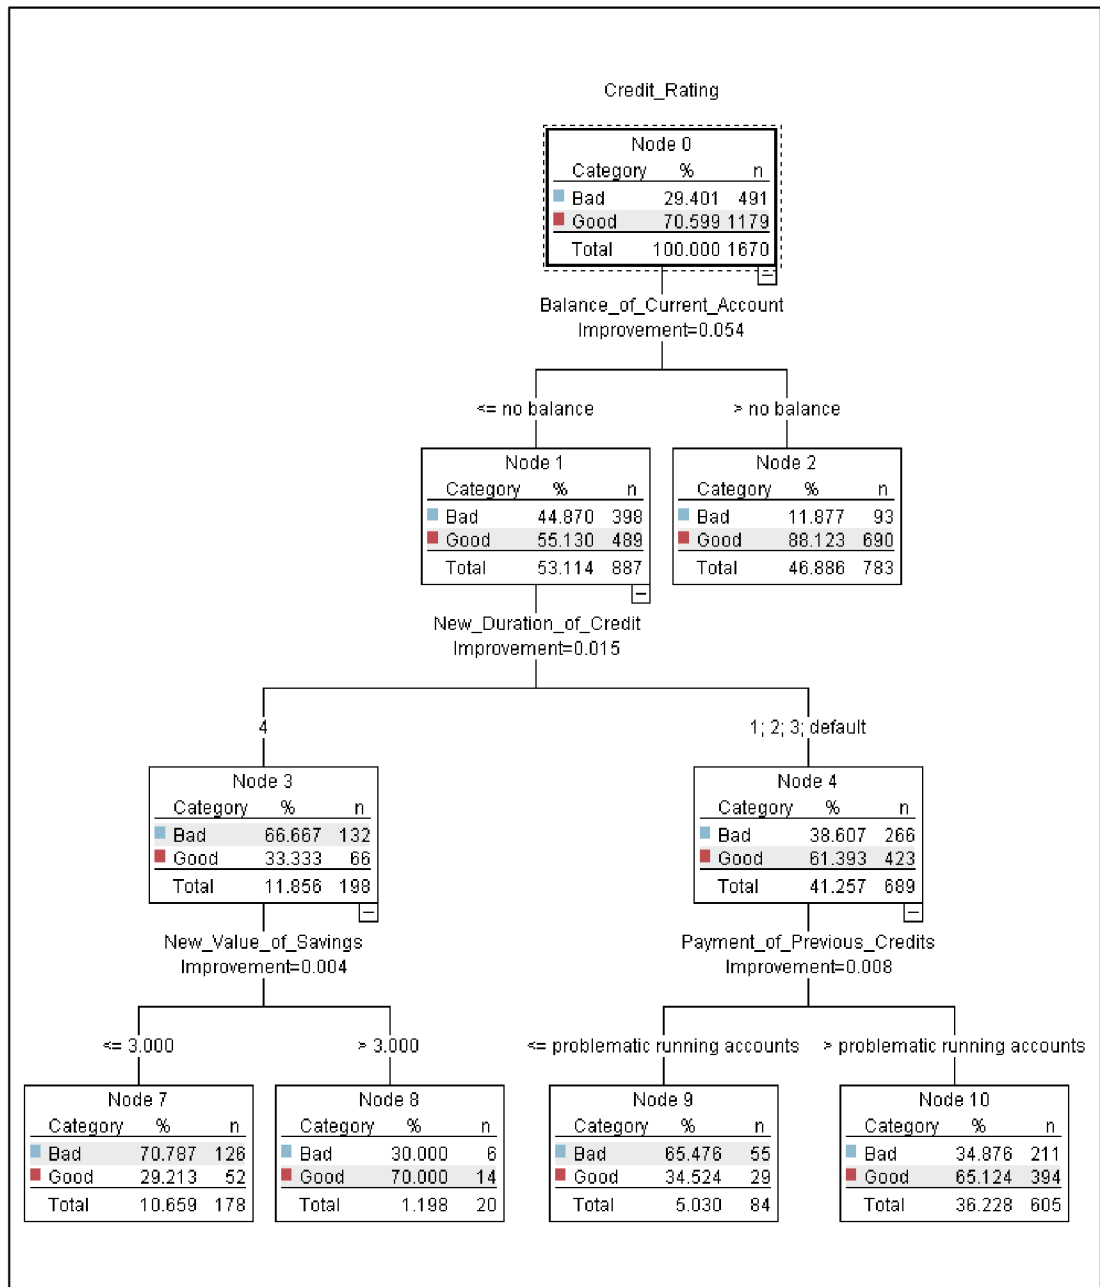 Credit_Rating
Node 0
Category % n
Bad 29.401 491
Good 70.599 1179
Total 100.000 1670
Balance_of_Current_Account
Improvement=0.054
<= no balance
> no balance
Node 1
Category % n
Bad 44.870 398
Good 55.130 489
Total 53.114 887
Node 2
Category % n
Bad 11.877 93
Good 88.123 690
Total 46.886 783
New_Duration_of_Credit
Improvement=0.015
4
1; 2; 3; default
Node 3
Category % n
Bad 66.667 132
Good 33.333 66
Total 11.856 198
Node 4
Category % n
Bad 38.607 266
Good 61.393 423
Total 41.257 689
New_Value_of_Savings
Improvement=0.004
Payment_of_Previous_Credits
Improvement=0.008
<= 3.000
> 3.000
<= problematic running accounts
> problematic running accounts
Node 7
Category % n
Bad 70.787 126
Good 29.213 52
Total 10.659 178
Node 8
Category % n
Bad 30.000 6
Good 70.000 14
Total 1.198 20
Node 9
Category % n
Bad 65.476 55
Good 34.524 29
Total 5.030 84
Node 10
Category % n
Bad 34.876 211
Good 65.124 394
Total 36.228 605